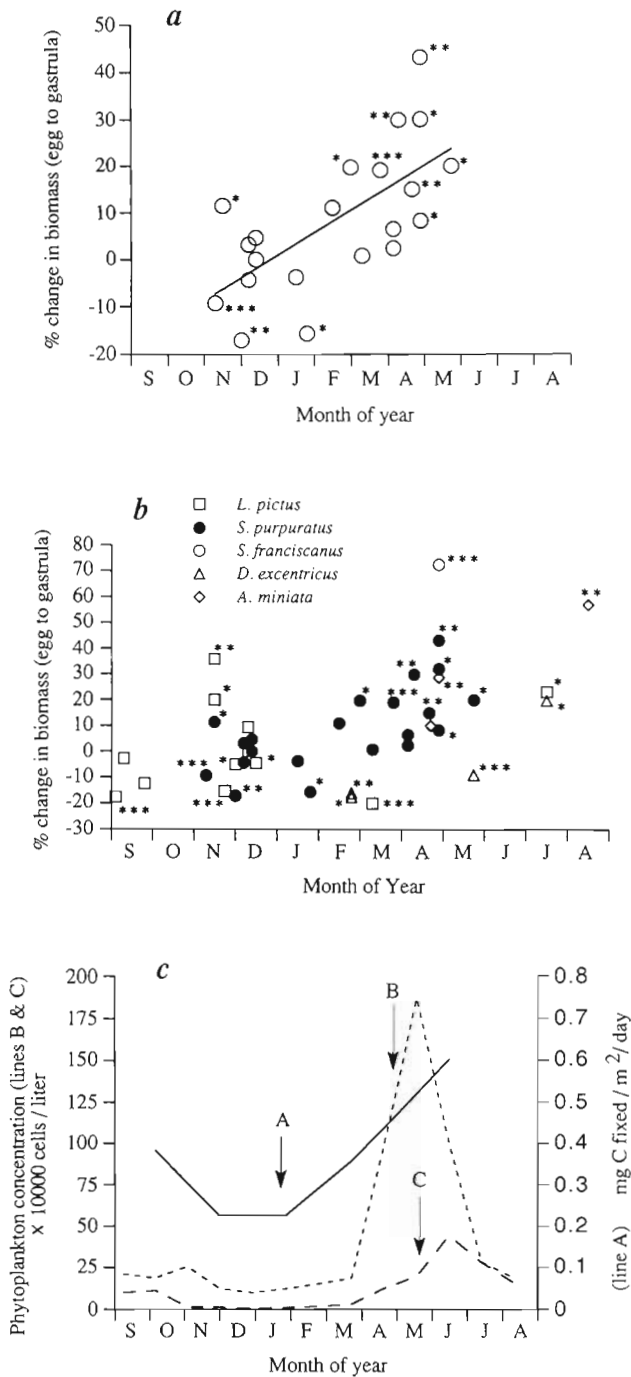 a
% change in biomass (egg to gastrula)
50
40
30
20
10
0
-10
-20
* *
* *
*
*
* * *
*
* *
*
*
* * *
* *
*
S O N D J F M A M J J A
Month of year
b
L. pictus
S. purpuratus
S. franciscanus
D. excentricus
A. miniata
% change in biomass (egg to gastrula)
80
70
60
50
40
30
20
10
0
-10
-20
-30
* * *
* *
* *
* *
* *
*
*
*
* * *
* *
* *
*
*
*
*
*
* * *
*
*
* *
*
* * *
* * *
* *
*
* * *
* * *
S O N D J F M A M J J A
Month of Year
c
Phytoplankton concentration (lines B & C)
x 10000 cells / liter
200
175
150
125
100
75
50
25
0
A
B
C
0.8
0.7
0.6
0.5
0.4
0.3
0.2
0.1
0
mg C fixed / m²/day
(line A)
S O N D J F M A M J J A
Month of year